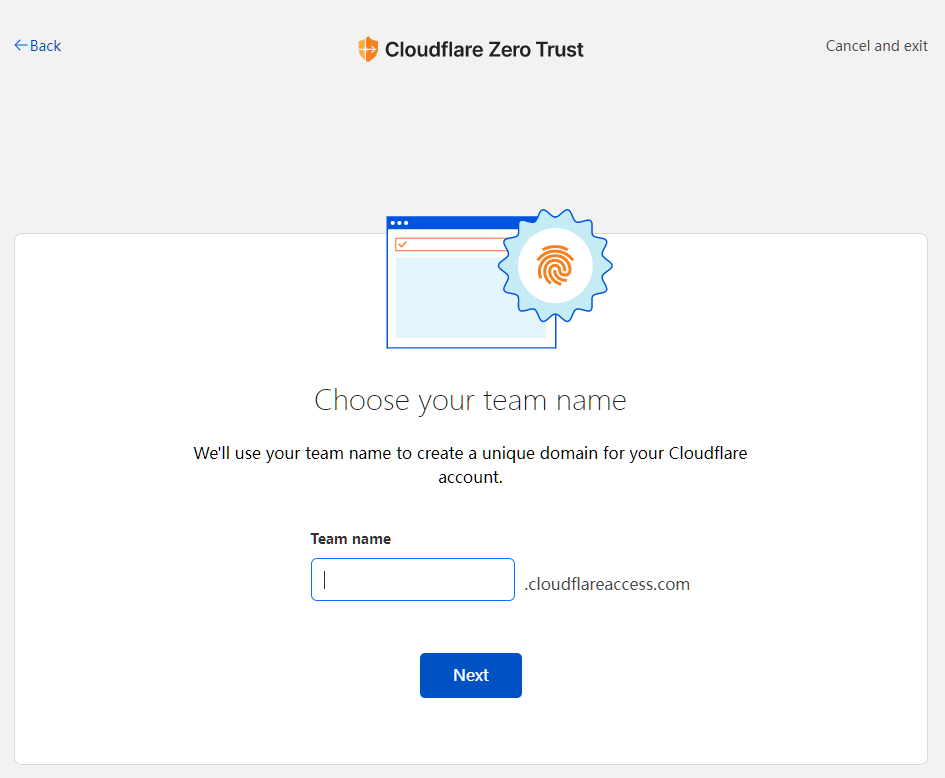 Back
Cloudflare Zero Trust
Cancel and exit
Choose your team name
We'll use your team name to create a unique domain for your Cloudflare
account.
Team name
.cloudflareaccess.com
Next